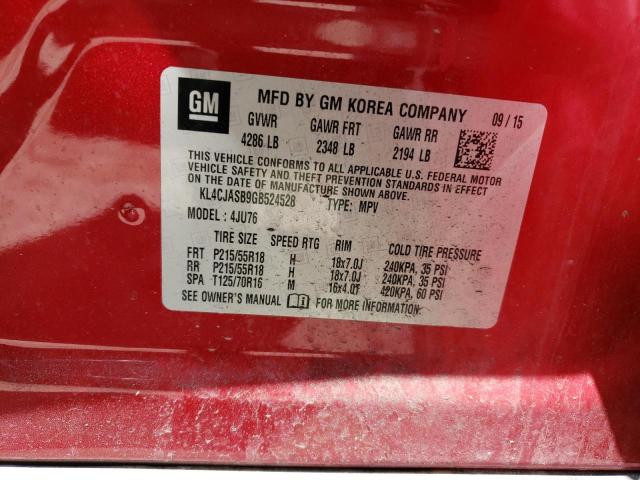 GM
MFD BY GM KOREA COMPANY 09 / 15
GVWR GAWR FRT GAWR RR
4286 LB 2348 LB 2194 LB
THIS VEHICLE CONFORMS TO ALL APPLICABLE U.S. FEDERAL MOTOR
VEHICLE SAFETY, BUMPER, AND THEFT PREVENTION STANDARDS IN EFFECT
ON THE DATE OF MANUFACTURE SHOWN ABOVE.
KL4CJASB9GB524528 TYPE: MPV
MODEL : 4JU76
TIRE SIZE SPEED RTG RIM COLD TIRE PRESSURE
FRT P215/55R18 H 18x7.0J 240KPA, 35 PSI
RR P215/55R18 H 18x7.0J 240KPA, 35 PSI
SPA T125/70R16 M 16x4.0T 420KPA, 60 PSI
SEE OWNER'S MANUAL FOR MORE INFORMATION